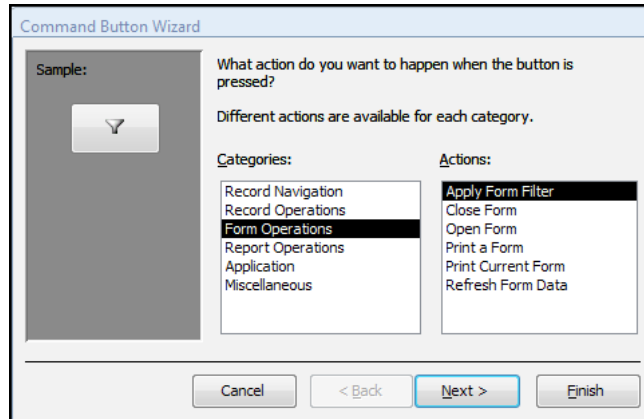 Command Button Wizard
Sample:
What action do you want to happen when the button is
pressed?
Different actions are available for each category.
Categories:
Actions:
Record Navigation
Record Operations
Form Operations
Report Operations
Application
Miscellaneous
Apply Form Filter
Close Form
Open Form
Print a Form
Print Current Form
Refresh Form Data
Cancel
< Back
Next >
Finish